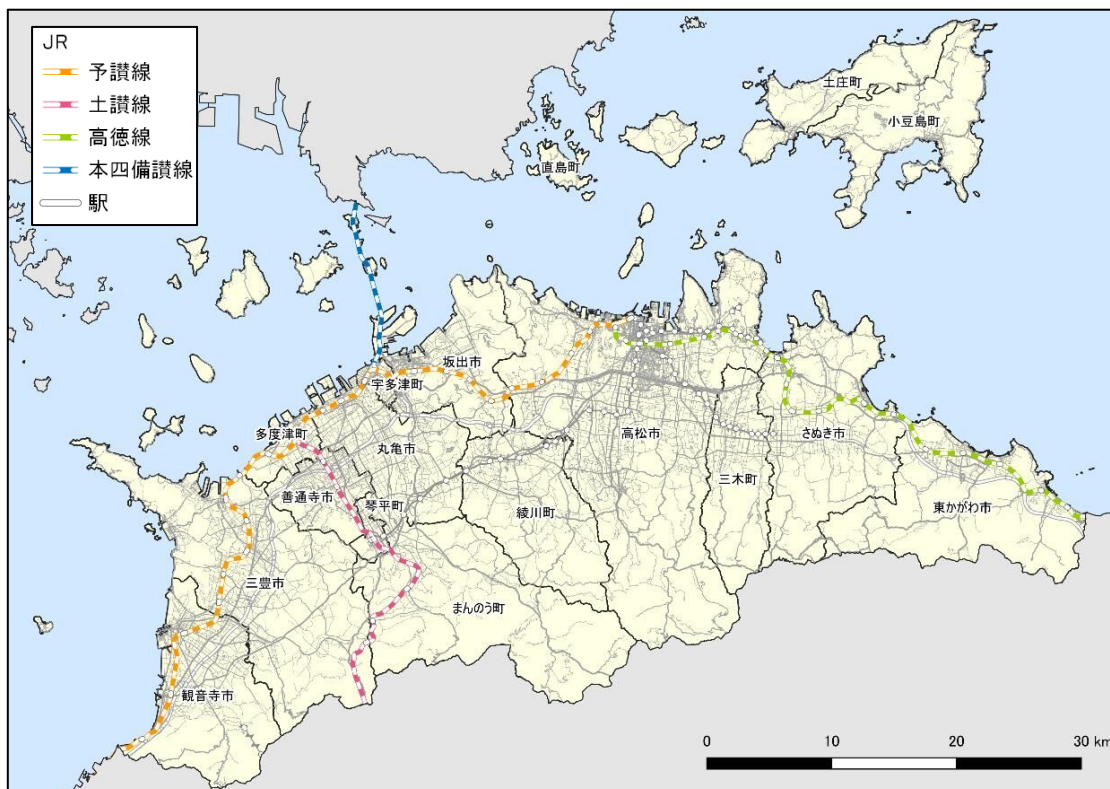 JR
予讃線
土讃線
高徳線
本四備讃線
駅
土庄町
小豆島町
直島町
坂出市
宇多津町
多度津町
丸亀市
高松市
さぬき市
善通寺市
三木町
琴平町
綾川町
東かがわ市
三豊市
まんのう町
観音寺市
0 10 20 30 km